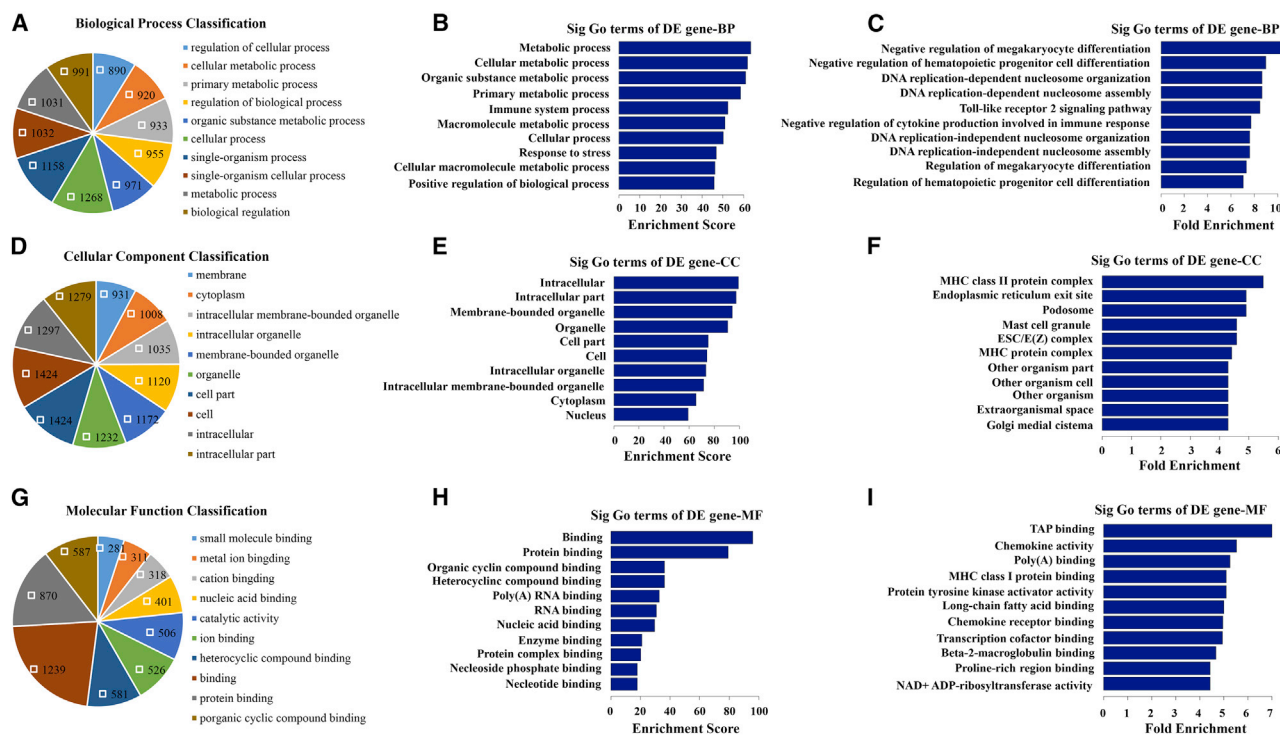 A
Biological Process Classification
991
890
1031
920
1032
933
1158
955
1268
971
regulation of cellular process
cellular metabolic process
primary metabolic process
regulation of biological process
organic substance metabolic process
cellular process
single-organism process
single-organism cellular process
metabolic process
biological regulation
B
Sig Go terms of DE gene-BP
Metabolic process
Cellular metabolic process
Organic substance metabolic process
Primary metabolic process
Immune system process
Macromolecule metabolic process
Cellular process
Response to stress
Cellular macromolecule metabolic process
Positive regulation of biological process
0 10 20 30 40 50 60
Enrichment Score
C
Sig Go terms of DE gene-BP
Negative regulation of megakaryocyte differentiation
Negative regulation of hematopoietic progenitor cell differentiation
DNA replication-dependent nucleosome organization
DNA replication-dependent nucleosome assembly
Toll-like receptor 2 signaling pathway
Negative regulation of cytokine production involved in immune response
DNA replication-independent nucleosome organization
DNA replication-independent nucleosome assembly
Regulation of megakaryocyte differentiation
Regulation of hematopoietic progenitor cell differentiation
0 2 4 6 8 10
Fold Enrichment
D
Cellular Component Classification
1279
931
1297
1008
1424
1035
1424
1120
1232
1172
membrane
cytoplasm
intracellular membrane-bounded organelle
intracellular organelle
membrane-bounded organelle
organelle
cell part
cell
intracellular
intracellular part
E
Sig Go terms of DE gene-CC
Intracellular
Intracellular part
Membrane-bounded organelle
Organelle
Cell part
Cell
Intracellular organelle
Intracellular membrane-bounded organelle
Cytoplasm
Nucleus
0 20 40 60 80 100
Enrichment Score
F
Sig Go terms of DE gene-CC
MHC class II protein complex
Endoplasmic reticulum exit site
Podosome
Mast cell granule
ESC/E(Z) complex
MHC protein complex
Other organism part
Other organism cell
Other organism
Extraorganismal space
Golgi medial cistema
0 1 2 3 4 5 6
Fold Enrichment
G
Molecular Function Classification
587
281
311
318
870
401
506
1239
526
581
small molecule binding
metal ion bingding
cation bingding
nucleic acid binding
catalytic activity
ion binding
heterocyclic compound binding
binding
protein binding
porganic cyclic compound binding
H
Sig Go terms of DE gene-MF
Binding
Protein binding
Organic cyclin compound binding
Heterocyclinc compound binding
Poly(A) RNA binding
RNA binding
Nucleic acid binding
Enzyme binding
Protein complex binding
Necleoside phosphate binding
Necleotide binding
0 20 40 60 80 100
Enrichment Score
I
Sig Go terms of DE gene-MF
TAP binding
Chemokine activity
Poly(A) binding
MHC class I protein binding
Protein tyrosine kinase activator activity
Long-chain fatty acid binding
Chemokine receptor binding
Transcription cofactor binding
Beta-2-macroglobulin binding
Proline-rich region binding
NAD+ ADP-ribosyltransferase activity
0 1 2 3 4 5 6 7
Fold Enrichment